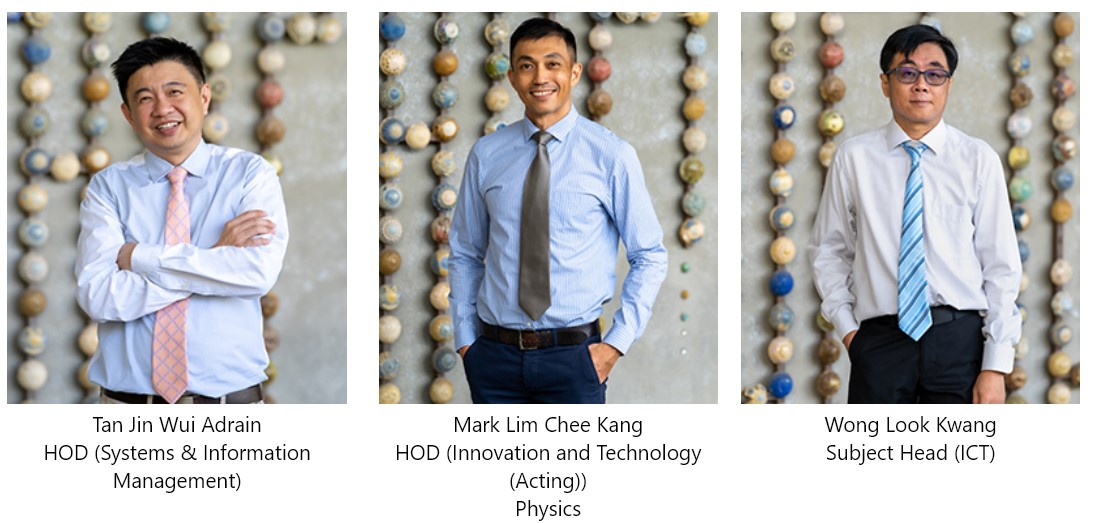 Tan Jin Wui Adrain
HOD (Systems & Information
Management)
Mark Lim Chee Kang
HOD (Innovation and Technology
(Acting))
Physics
Wong Look Kwang
Subject Head (ICT)